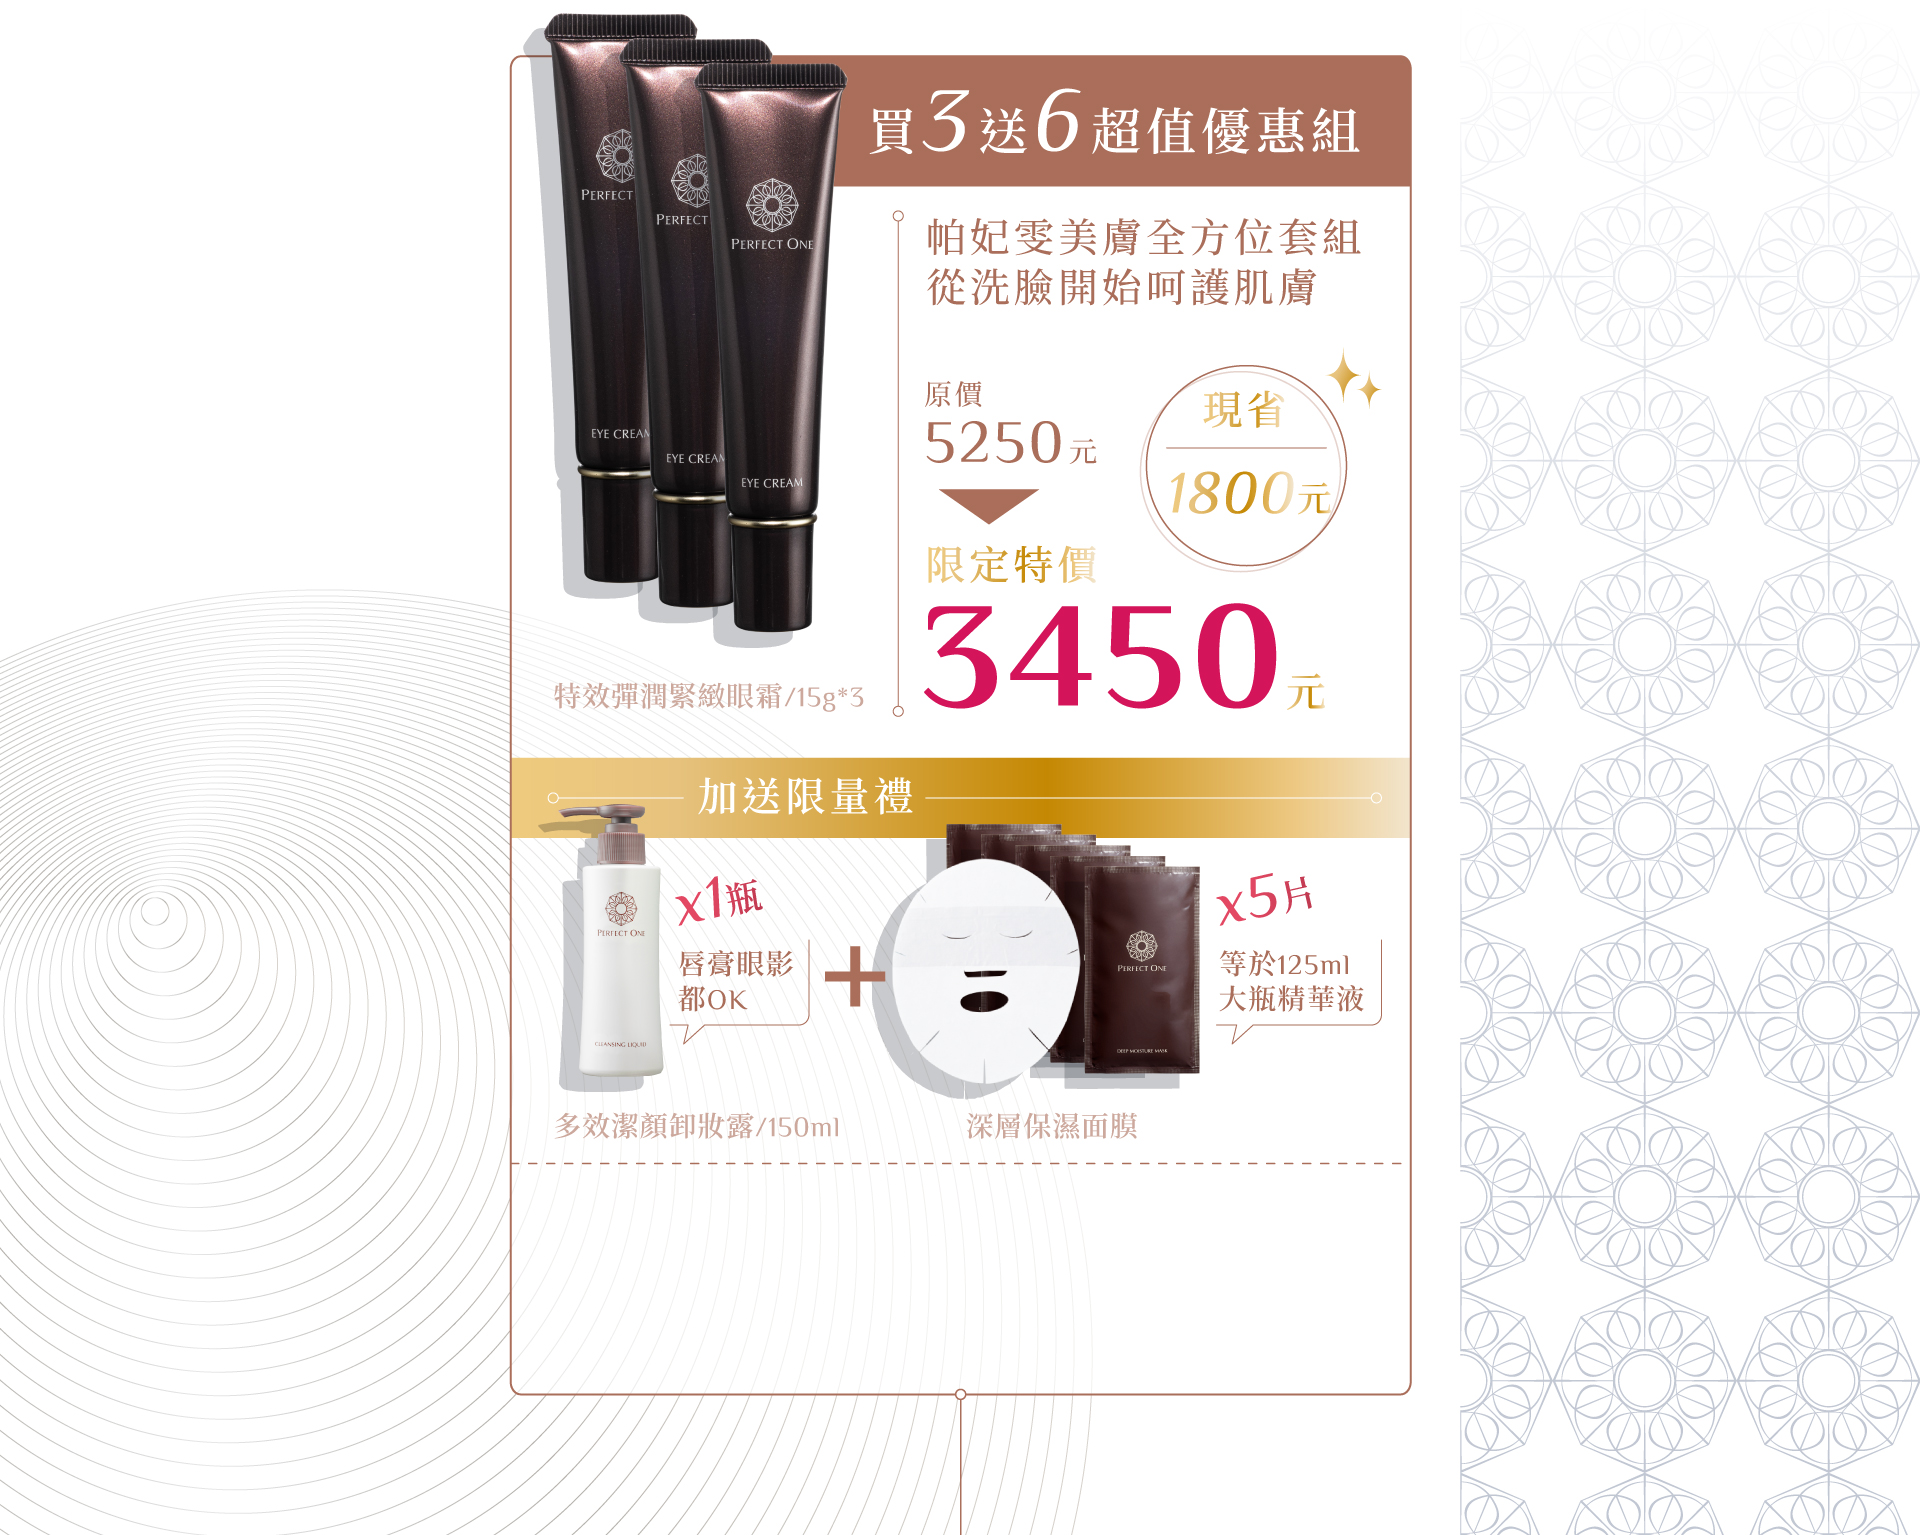 買3送6超值優惠組
PERFECT
PERFECT
PERFECT ONE
EYE CREAM
EYE CREAM
EYE CREAM
帕妃雯美膚全方位套組
從洗臉開始呵護肌膚
原價
5250元
現省
1800元
限定特價
3450元
特效彈潤緊緻眼霜/15g*3
加送限量禮
x1瓶
唇膏眼影
都OK
PERFECT ONE
CLEANSING LIQUID
+
x5片
等於125ml
大瓶精華液
PERFECT ONE
DEEP MOISTURE MASK
多效潔顏卸妝露/150ml
深層保濕面膜